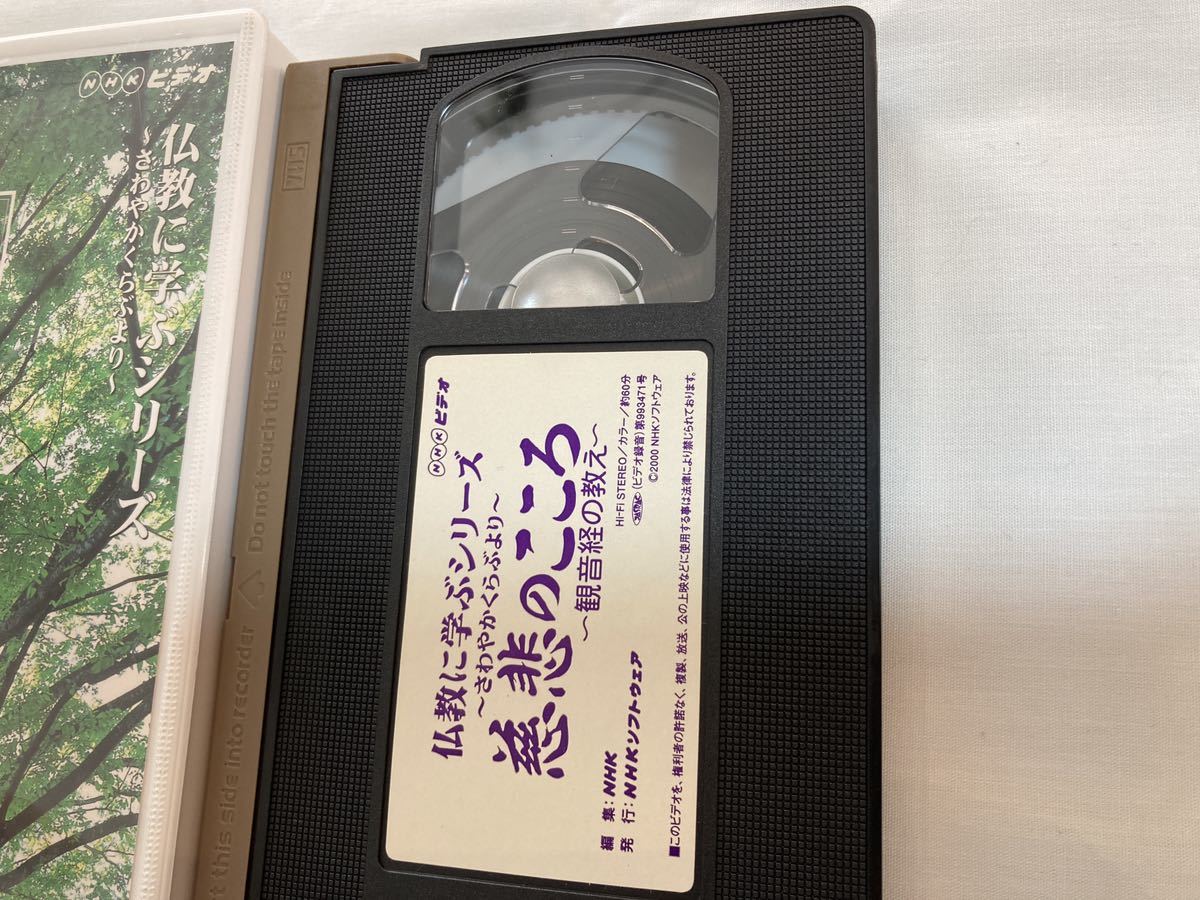 NHKビデオ
仏教に学ぶシリーズ
～さわやかくらぶより～
VHS
Do not touch the tape inside
t this side into recorder
NHKビデオ
仏教に学ぶシリーズ
～さわやかくらぶより～
慈悲のこころ
～観音経の教え～
HI-Fi STEREO／カラー／約60分
(ビデオ録音)第993471号
©2000 NHKソフトウェア
編 集：NHK
発 行：NHKソフトウェア
■このビデオを、権利者の許諾なく、複製、放送、公の上映などに使用する事は法律により禁じられております。